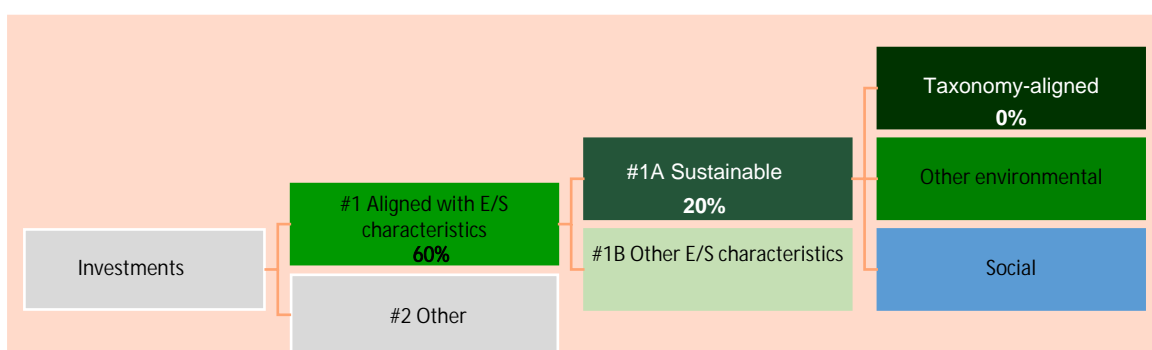 Investments
#1 Aligned with E/S
characteristics
60%
#2 Other
#1A Sustainable
20%
#1B Other E/S characteristics
Taxonomy-aligned
0%
Other environmental
Social